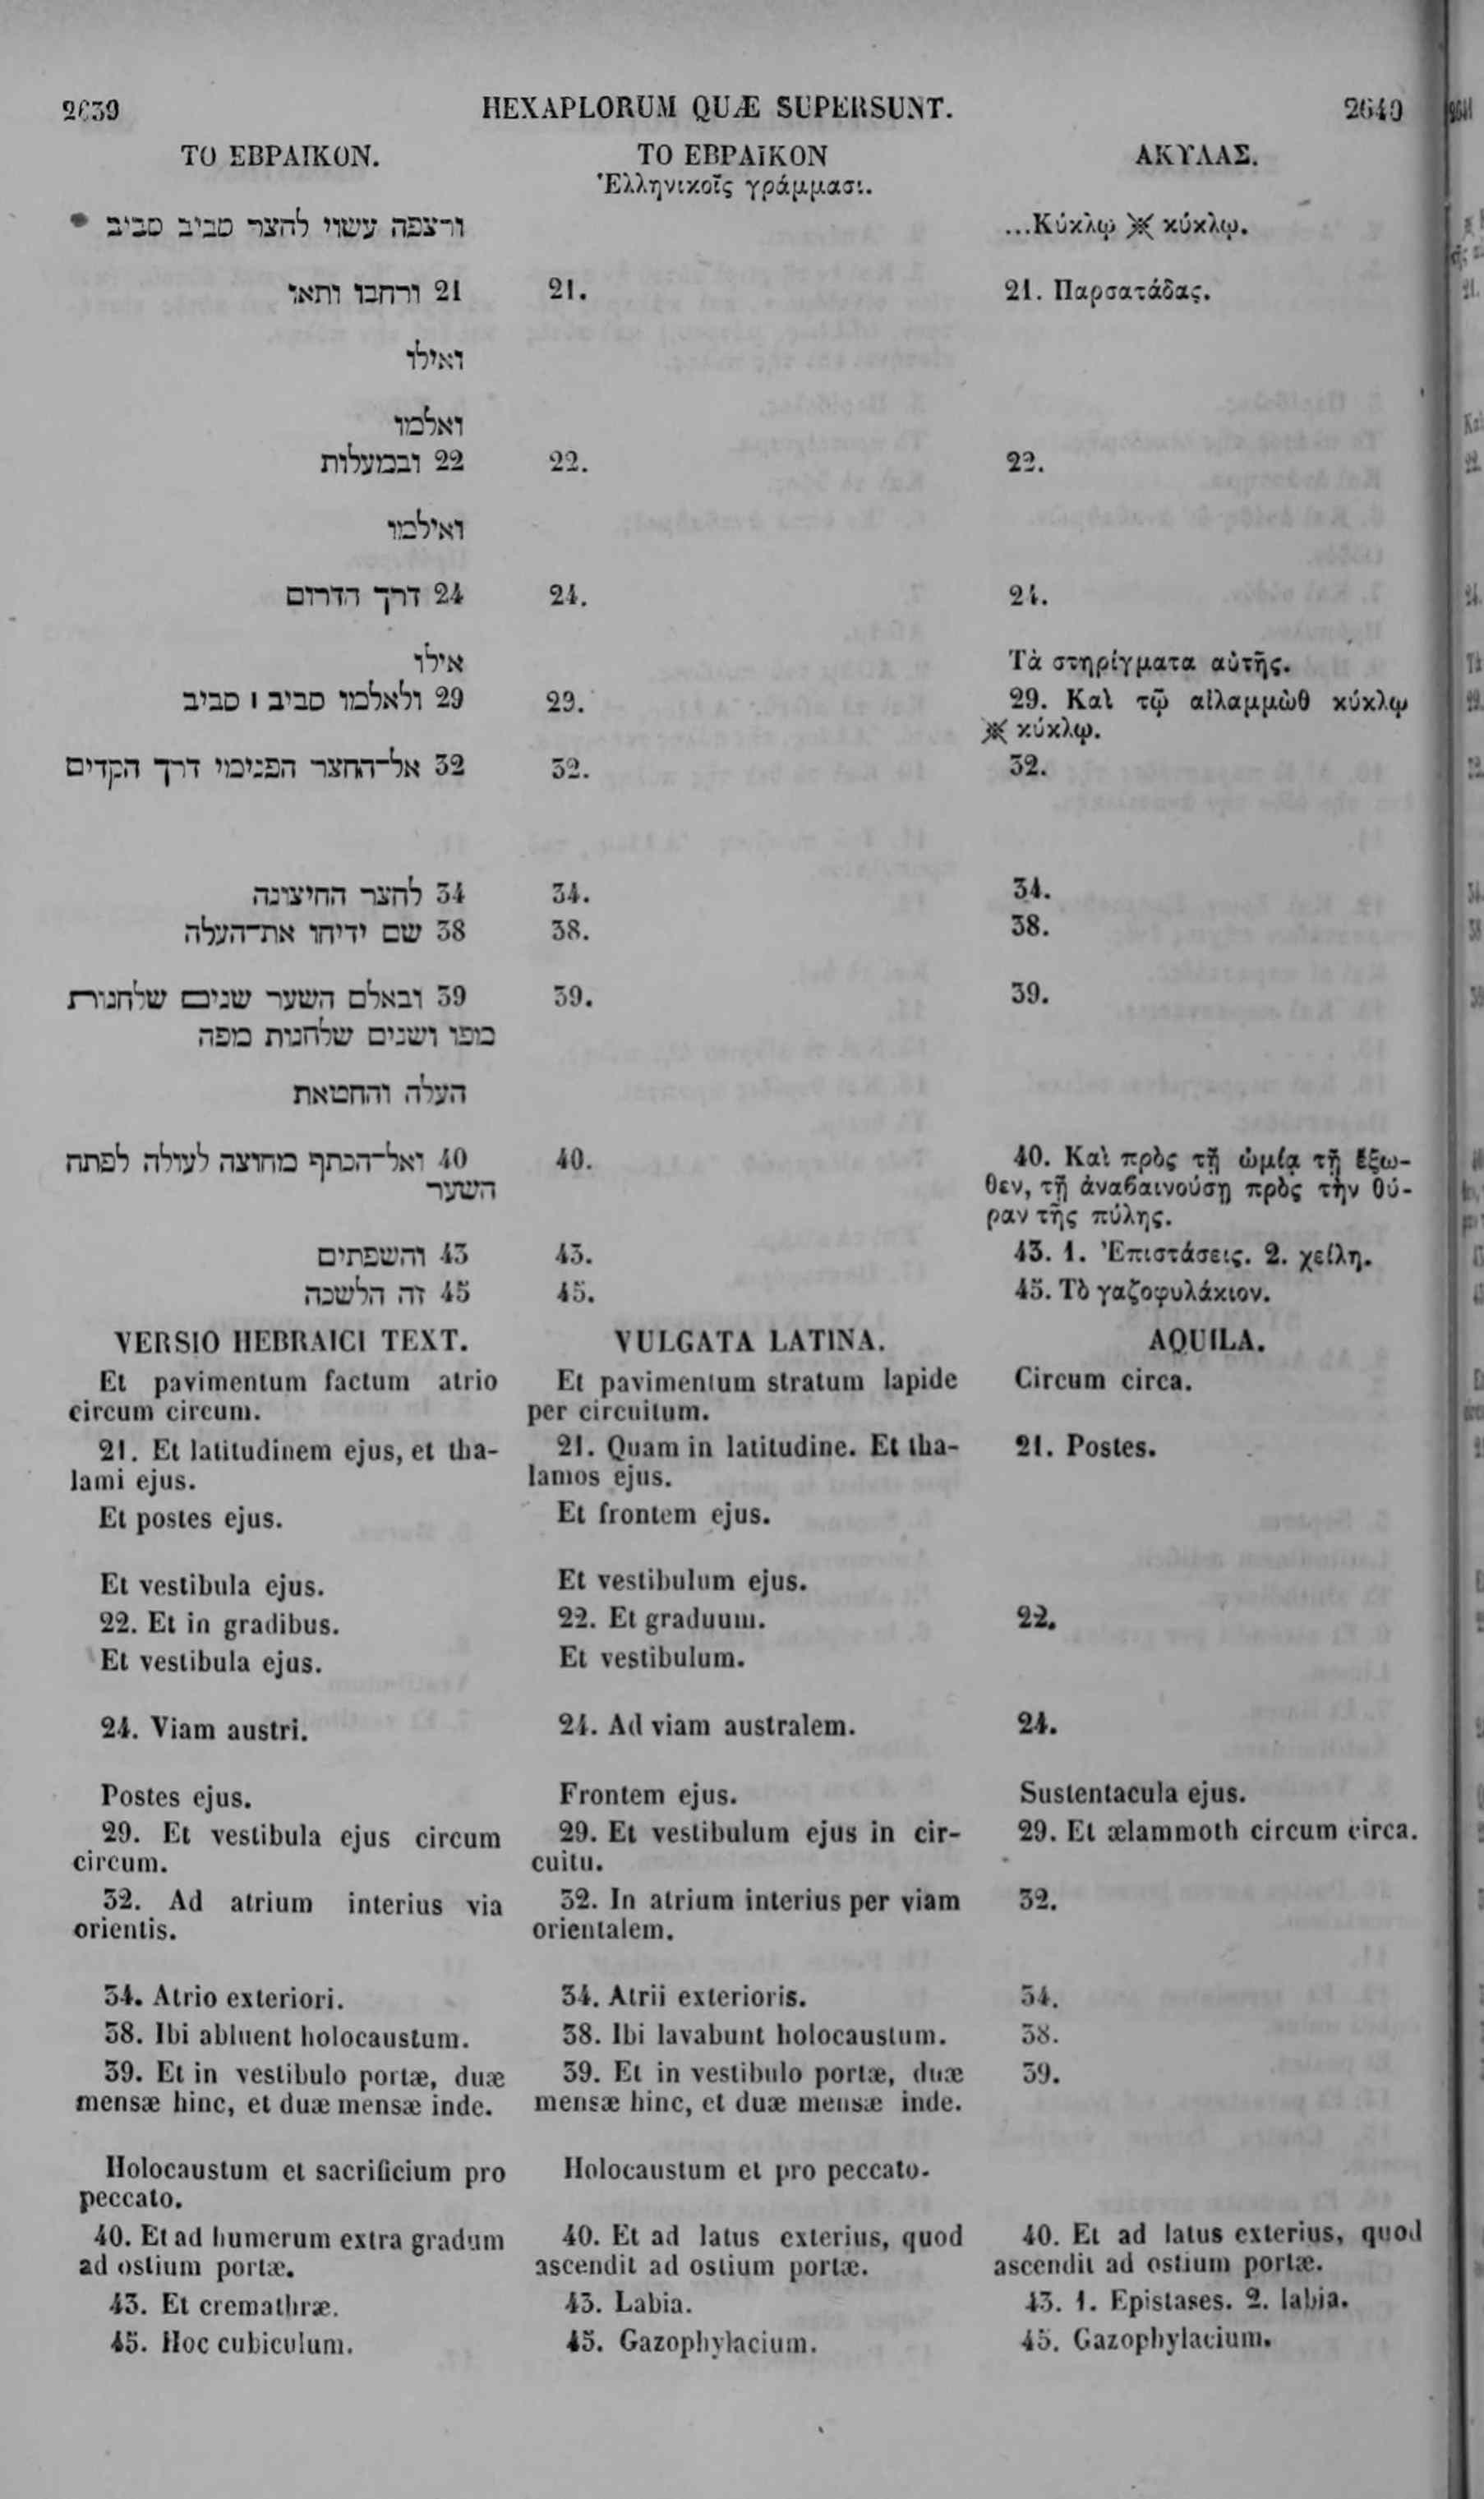 2639
HEXAPLORUM QUÆ SUPERSUNT.
2640
ΤΟ ΕΒΡΑΪΚΟΝ.
ורצפה עשוי להצר סביב סביב
21 ורחבו ותאו
ואילו
ואלמו
22 ובמעלות
ואילמו
24 דרך הדרום
אילו
29 ולאלמו סביב ו סביב
32 אל־החצר הפנימי דרך הקדים
34 לחצר החיצונה
38 שם ידיחו את־העלה
39 ובאלם השער שנים שלחנות
מפו ושנים שלחנות מפה
העלה והחטאת
40 ואל־הכתף מחוצה לעולה לפתח
השער
43 והשפתים
45 זה הלשכה
ΤΟ ΕΒΡΑΪΚΟΝ
Ἑλληνικοῖς γράμμασι.
21.
22.
24.
29.
32.
34.
38.
39.
40.
43.
45.
ΑΚΥΛΑΣ.
...Κύκλῳ ※ κύκλῳ.
21. Παρσατάδας.
22.
24.
Τὰ στηρίγματα αὐτῆς.
29. Καὶ τῷ αἰλαμμὼθ κύκλῳ
※ κύκλῳ.
32.
34.
38.
39.
40. Καὶ πρὸς τῇ ὠμίᾳ τῇ ἔξω-
θεν, τῇ ἀναβαινούσῃ πρὸς τὴν θύ-
ραν τῆς πύλης.
43. 1. Ἐπιστάσεις. 2. χείλη.
45. Τὸ γαζοφυλάκιον.
VERSIO HEBRAICI TEXT.
Et pavimentum factum atrio
circum circum.
21. Et latitudinem ejus, et tha-
lami ejus.
Et postes ejus.
Et vestibula ejus.
22. Et in gradibus.
Et vestibula ejus.
24. Viam austri.
Postes ejus.
29. Et vestibula ejus circum
circum.
32. Ad atrium interius via
orientis.
34. Atrio exteriori.
38. Ibi abluent holocaustum.
39. Et in vestibulo portæ, duæ
mensæ hinc, et duæ mensæ inde.
Holocaustum et sacrificium pro
peccato.
40. Et ad humerum extra gradum
ad ostium portæ.
43. Et cremathræ.
45. Hoc cubiculum.
VULGATA LATINA.
Et pavimentum stratum lapide
per circuitum.
21. Quam in latitudine. Et tha-
lamos ejus.
Et frontem ejus.
Et vestibulum ejus.
22. Et graduum.
Et vestibulum.
24. Ad viam australem.
Frontem ejus.
29. Et vestibulum ejus in cir-
cuitu.
32. In atrium interius per viam
orientalem.
34. Atrii exterioris.
38. Ibi lavabunt holocaustum.
39. Et in vestibulo portæ, duæ
mensæ hinc, et duæ mensæ inde.
Holocaustum et pro peccato.
40. Et ad latus exterius, quod
ascendit ad ostium portæ.
43. Labia.
45. Gazophylacium.
AQUILA.
Circum circa.
21. Postes.
22.
24.
Sustentacula ejus.
29. Et ælammoth circum circa.
32.
34.
38.
39.
40. Et ad latus exterius, quod
ascendit ad ostium portæ.
43. 1. Epistases. 2. labia.
45. Gazophylacium.